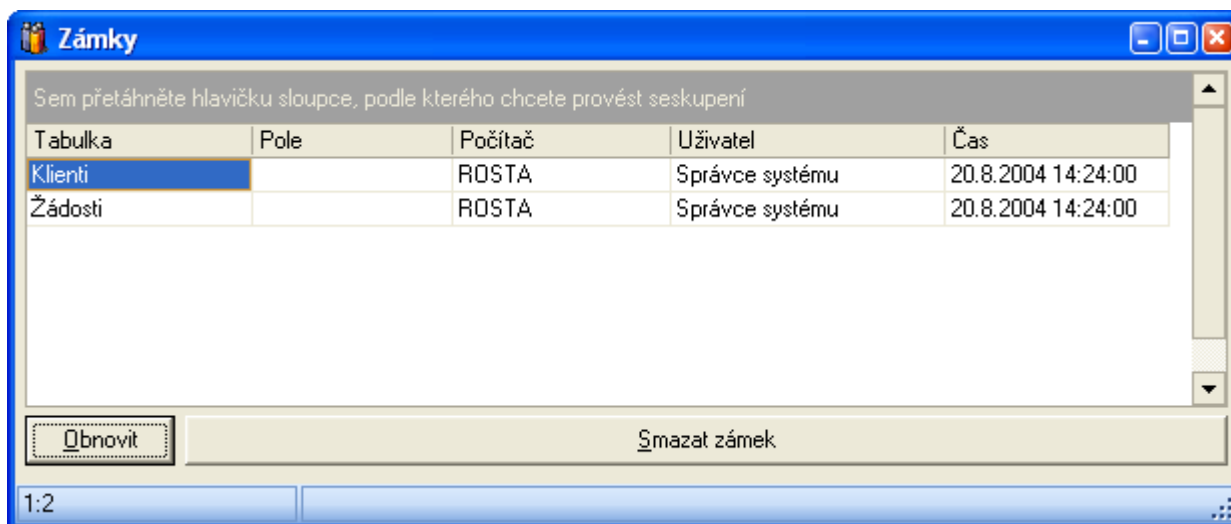 Zámky
Sem přetáhněte hlavičku sloupce, podle kterého chcete provést seskupení
Tabulka Pole Počítač Uživatel Čas
Klienti ROSTA Správce systému 20.8.2004 14:24:00
Žádosti ROSTA Správce systému 20.8.2004 14:24:00
Obnovit Smazat zámek
1:2